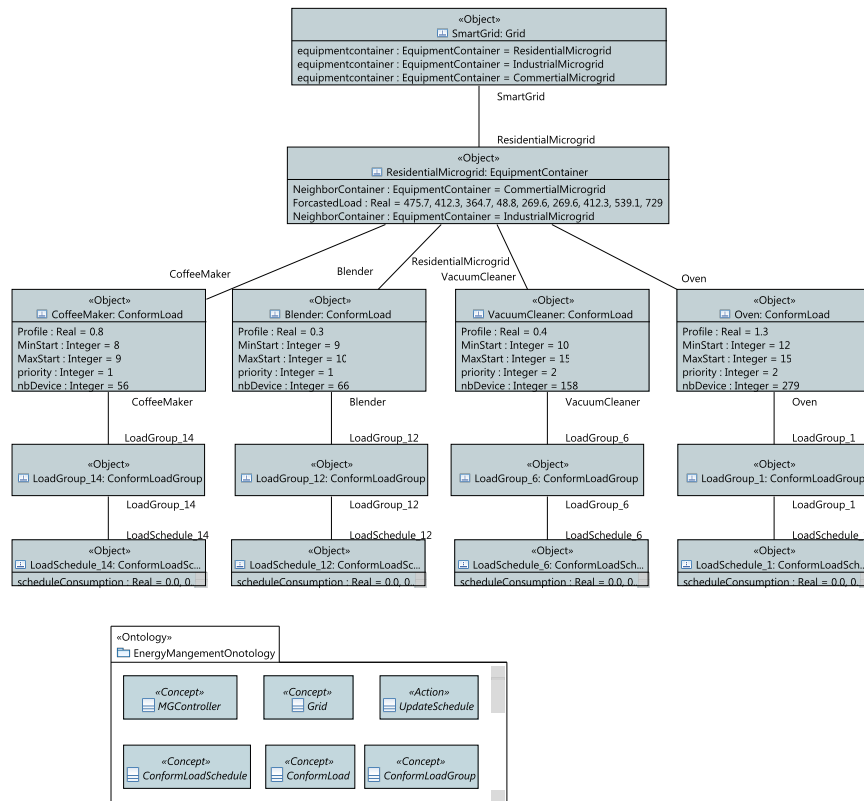 «Object»
SmartGrid: Grid
equipmentcontainer : EquipmentContainer = ResidentialMicrogrid
equipmentcontainer : EquipmentContainer = IndustrialMicrogrid
equipmentcontainer : EquipmentContainer = CommertialMicrogrid
SmartGrid
ResidentialMicrogrid
«Object»
ResidentialMicrogrid: EquipmentContainer
NeighborContainer : EquipmentContainer = CommertialMicrogrid
ForcastedLoad : Real = 475.7, 412.3, 364.7, 48.8, 269.6, 269.6, 412.3, 539.1, 729
NeighborContainer : EquipmentContainer = IndustrialMicrogrid
CoffeeMaker
Blender
ResidentialMicrogrid
VacuumCleaner
Oven
«Object»
CoffeeMaker: ConformLoad
Profile : Real = 0.8
MinStart : Integer = 8
MaxStart : Integer = 9
priority : Integer = 1
nbDevice : Integer = 56
«Object»
Blender: ConformLoad
Profile : Real = 0.3
MinStart : Integer = 9
MaxStart : Integer = 10
priority : Integer = 1
nbDevice : Integer = 66
«Object»
VacuumCleaner: ConformLoad
Profile : Real = 0.4
MinStart : Integer = 10
MaxStart : Integer = 15
priority : Integer = 2
nbDevice : Integer = 158
«Object»
Oven: ConformLoad
Profile : Real = 1.3
MinStart : Integer = 12
MaxStart : Integer = 15
priority : Integer = 2
nbDevice : Integer = 279
CoffeeMaker
Blender
VacuumCleaner
Oven
LoadGroup_14
LoadGroup_12
LoadGroup_6
LoadGroup_1
«Object»
LoadGroup_14: ConformLoadGroup
«Object»
LoadGroup_12: ConformLoadGroup
«Object»
LoadGroup_6: ConformLoadGroup
«Object»
LoadGroup_1: ConformLoadGroup
LoadGroup_14
LoadGroup_12
LoadGroup_6
LoadGroup_1
LoadSchedule_14
LoadSchedule_12
LoadSchedule_6
LoadSchedule_
«Object»
LoadSchedule_14: ConformLoadSc...
scheduleConsumption : Real = 0.0, 0.
«Object»
LoadSchedule_12: ConformLoadSc...
scheduleConsumption : Real = 0.0, 0.
«Object»
LoadSchedule_6: ConformLoadSch...
scheduleConsumption : Real = 0.0, 0.
«Object»
LoadSchedule_1: ConformLoadSch...
scheduleConsumption : Real = 0.0, 0.
«Ontology»
EnergyMangementOnotology
«Concept»
MGController
«Concept»
Grid
«Action»
UpdateSchedule
«Concept»
ConformLoadSchedule
«Concept»
ConformLoad
«Concept»
ConformLoadGroup